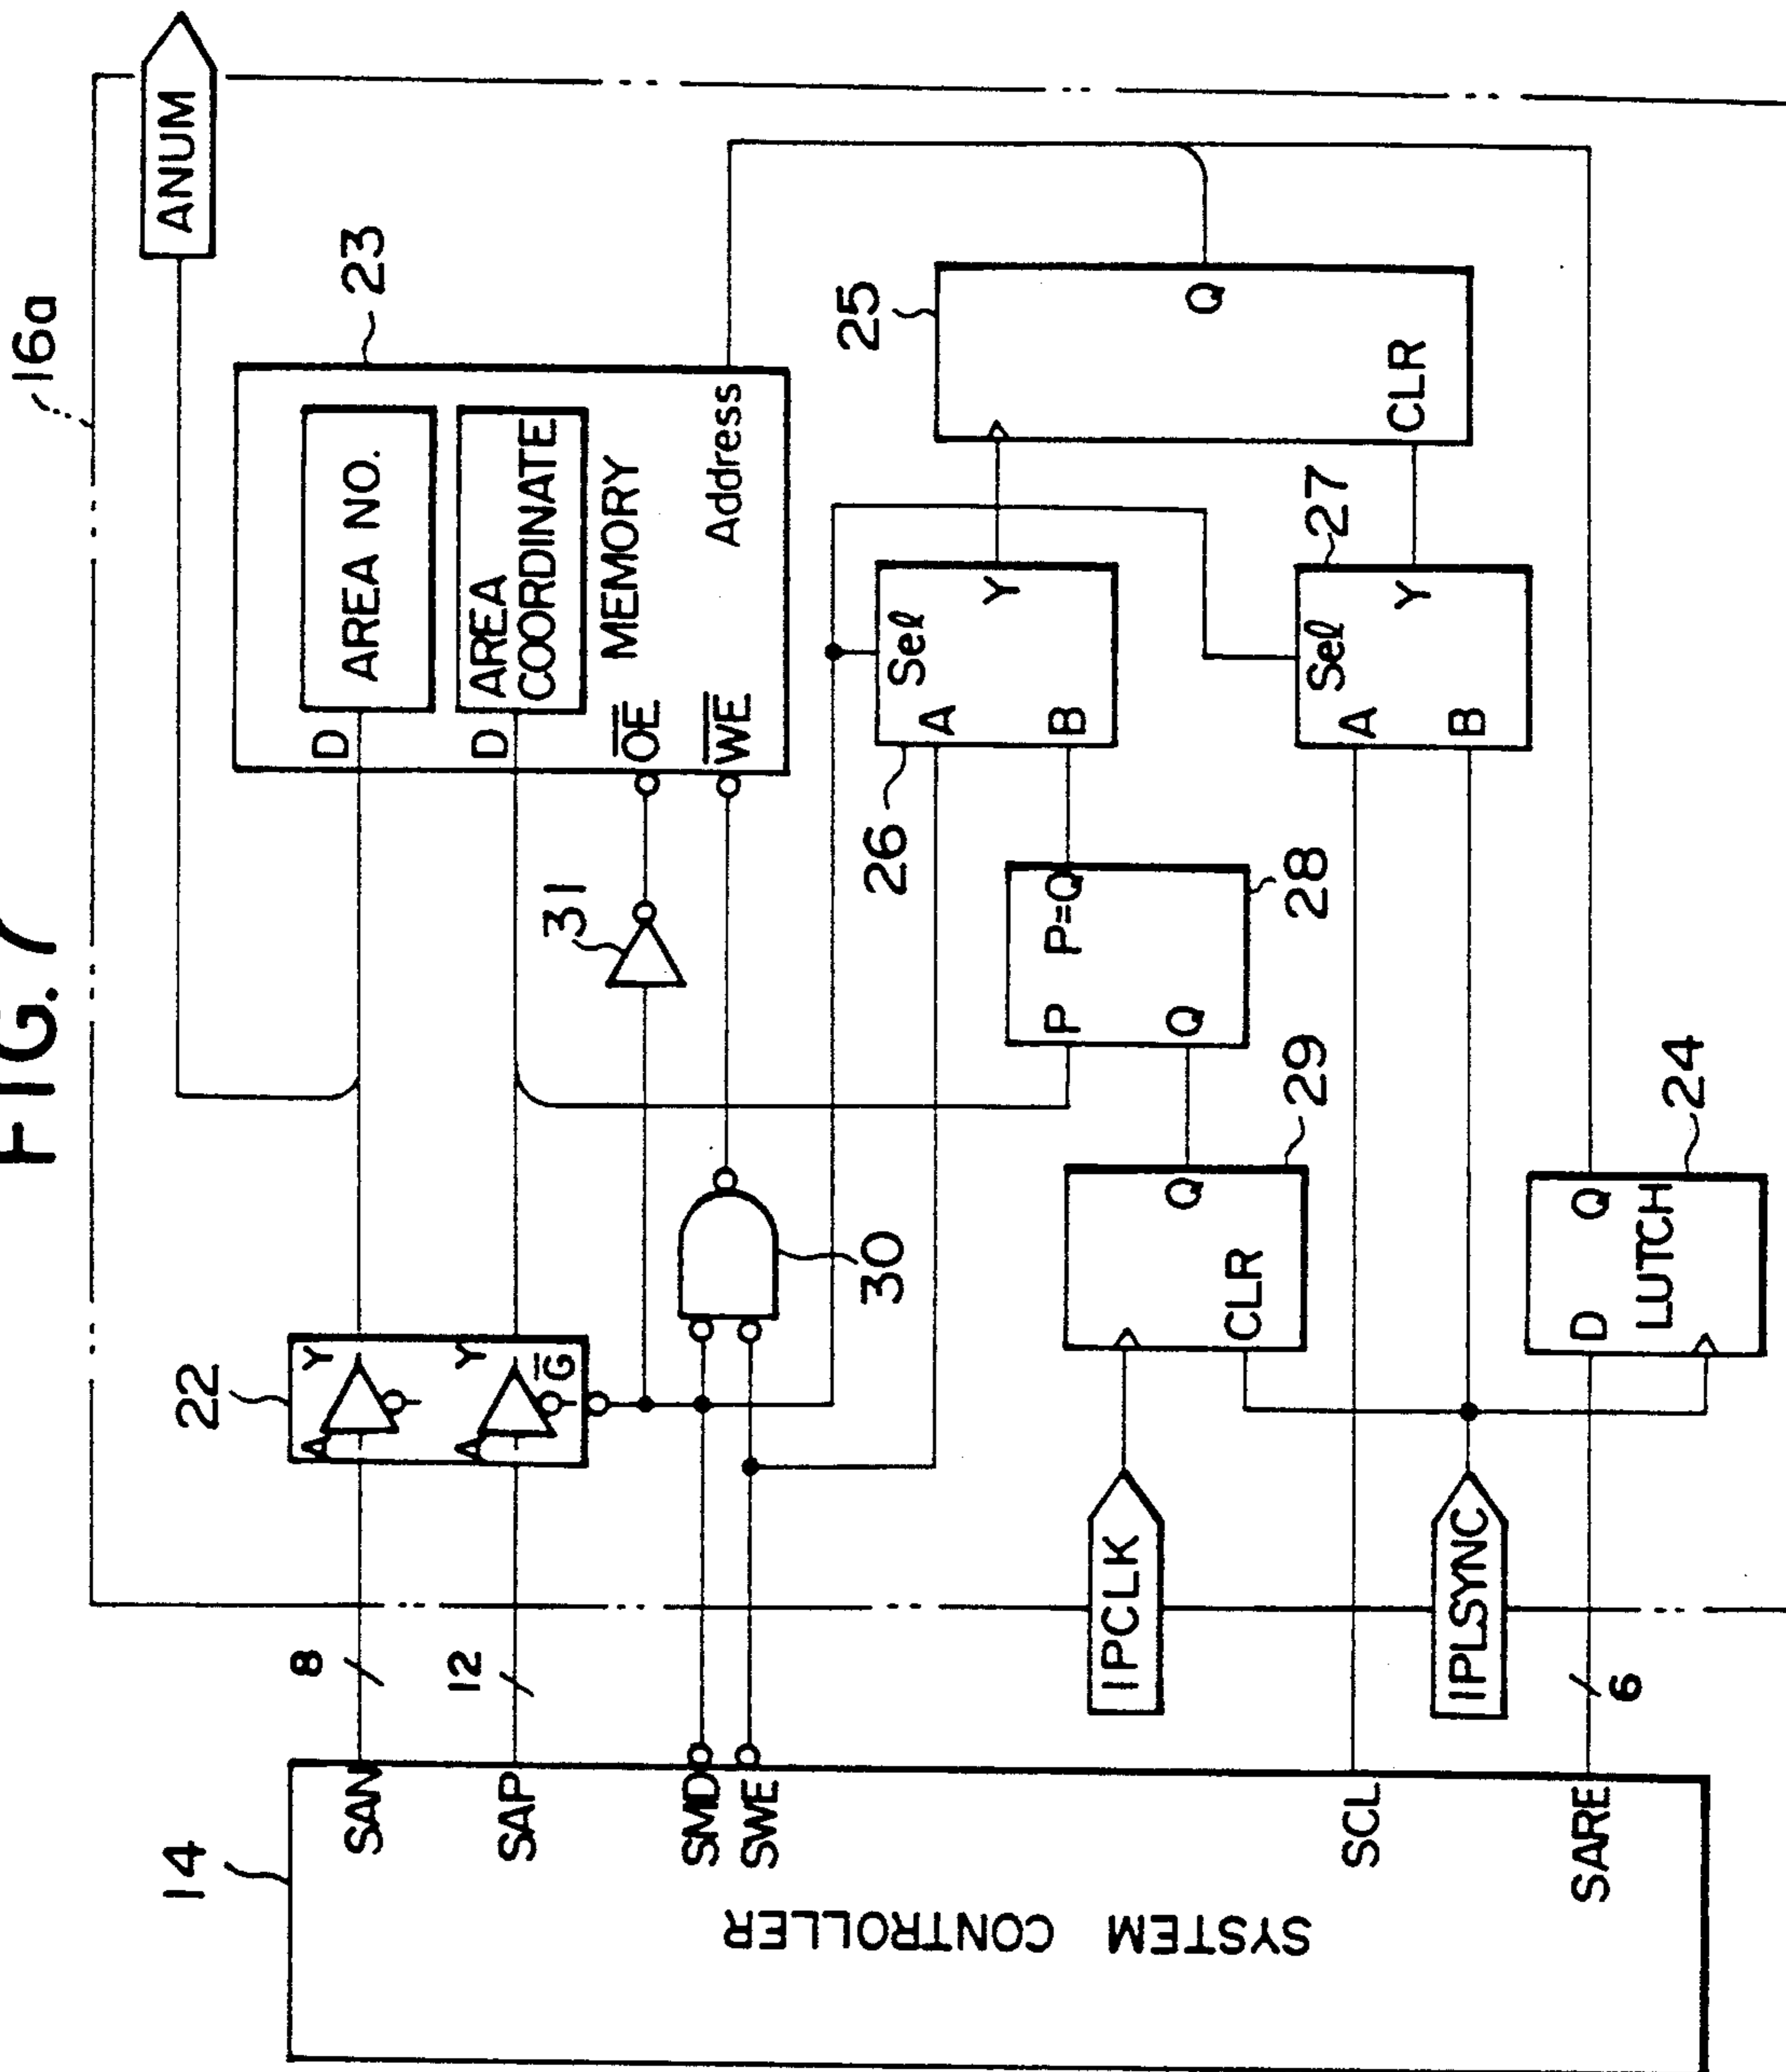 FIG. 7
16a
ANUM
14
SYSTEM CONTROLLER
SAN
SAP
SMD
SWE
SCL
SARE
8
12
6
22
A
Y
A
Y
G
23
D
AREA NO.
D
AREA
COORDINATE
MEMORY
OE
WE
Address
31
30
26
Sel
A
Y
B
25
Q
CLR
27
Sel
A
Y
B
28
P
P=Q
Q
29
Q
CLR
IPCLK
IPLSYNC
24
D
Q
LUTCH